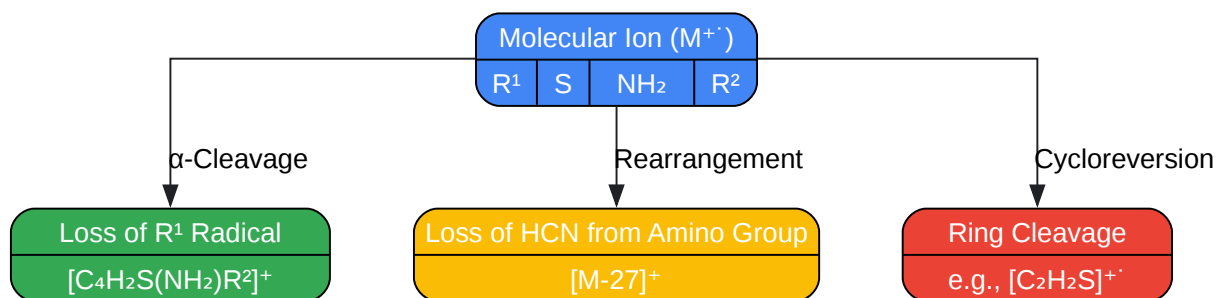 Molecular Ion (M⁺˙)
R¹ S NH₂ R²
α-Cleavage Rearrangement Cycloreversion
Loss of R¹ Radical Loss of HCN from Amino Group Ring Cleavage
[C₄H₂S(NH₂)R²]⁺ [M-27]⁺ e.g., [C₂H₂S]⁺˙